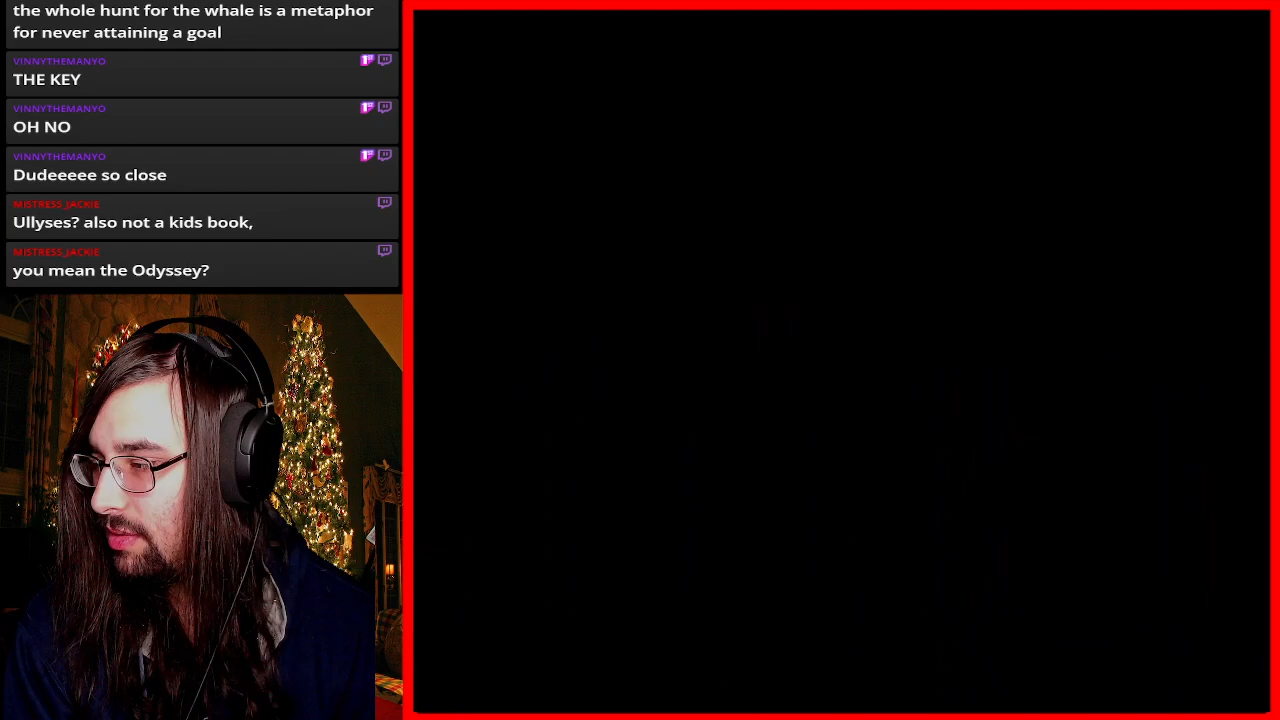 the whole hunt for the whale is a metaphor
for never attaining a goal
VINNYTHEMANYO
THE KEY
VINNYTHEMANYO
OH NO
VINNYTHEMANYO
Dudeeeee so close
MISTRESS_JACKIE
Ullyses? also not a kids book,
MISTRESS_JACKIE
you mean the Odyssey?